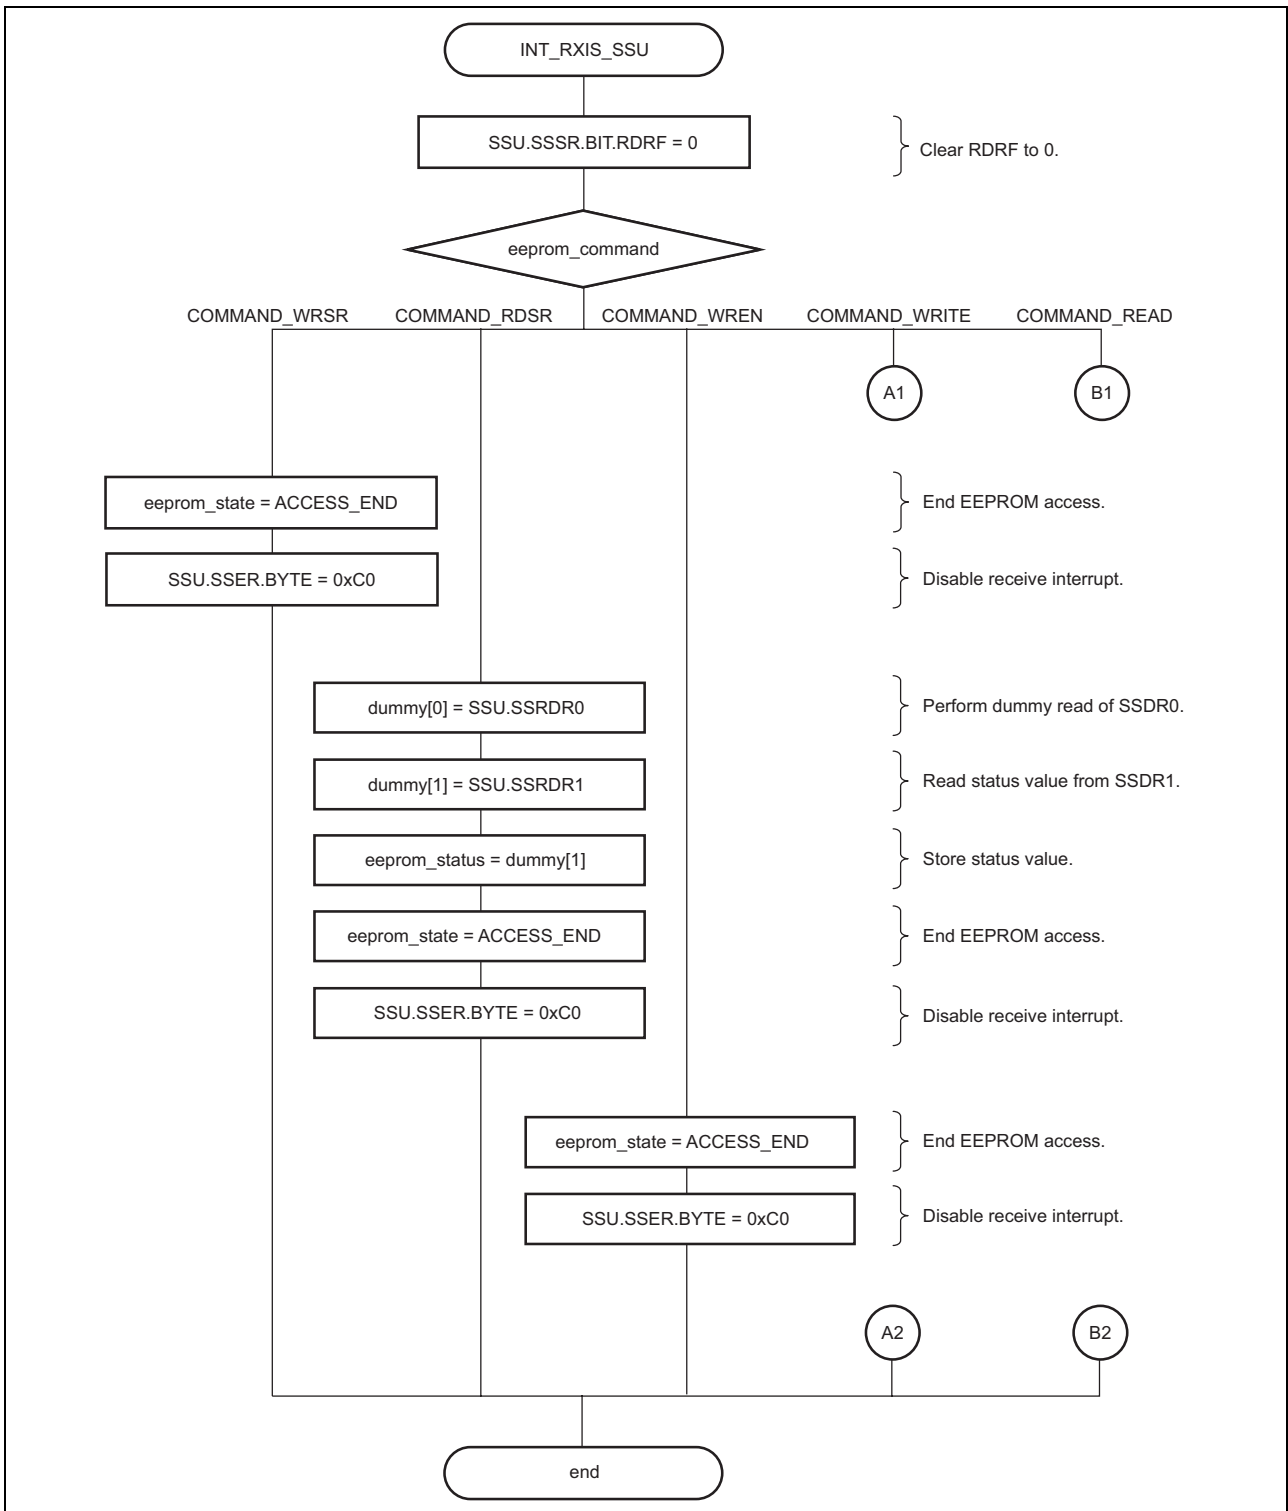 INT_RXIS_SSU
SSU.SSSR.BIT.RDRF = 0
Clear RDRF to 0.
eeprom_command
COMMAND_WRSR COMMAND_RDSR COMMAND_WREN COMMAND_WRITE COMMAND_READ
A1 B1
eeprom_state = ACCESS_END
End EEPROM access.
SSU.SSER.BYTE = 0xC0
Disable receive interrupt.
dummy[0] = SSU.SSRDR0
Perform dummy read of SSDR0.
dummy[1] = SSU.SSRDR1
Read status value from SSDR1.
eeprom_status = dummy[1]
Store status value.
eeprom_state = ACCESS_END
End EEPROM access.
SSU.SSER.BYTE = 0xC0
Disable receive interrupt.
eeprom_state = ACCESS_END
End EEPROM access.
SSU.SSER.BYTE = 0xC0
Disable receive interrupt.
A2 B2
end